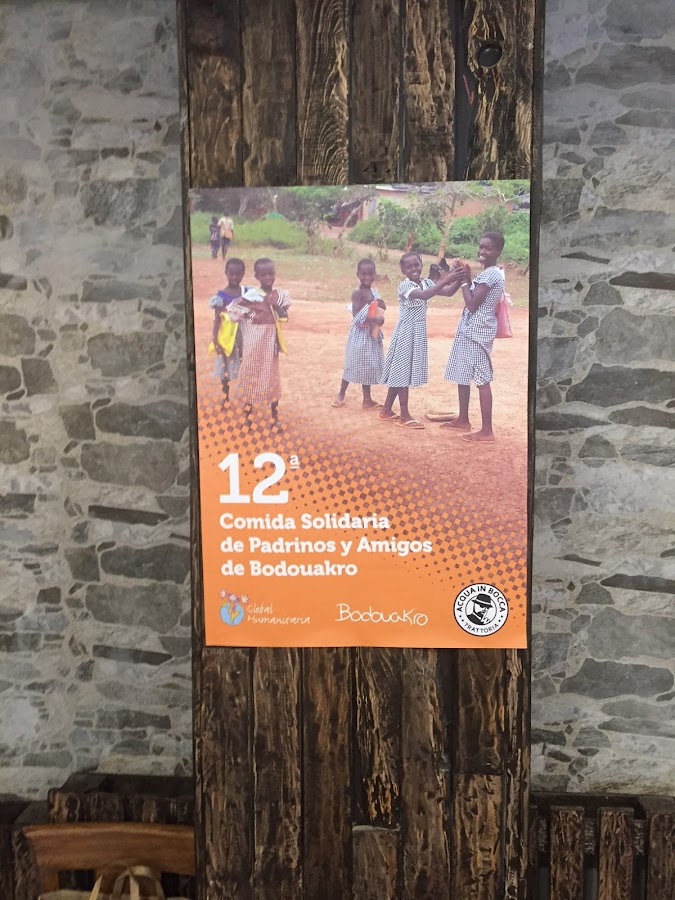 12ª
Comida Solidaria
de Padrinos y Amigos
de Bodouakro
Global
Humanitaria
Bodouakro
ACQUA IN BOCCA
TRATTORIA